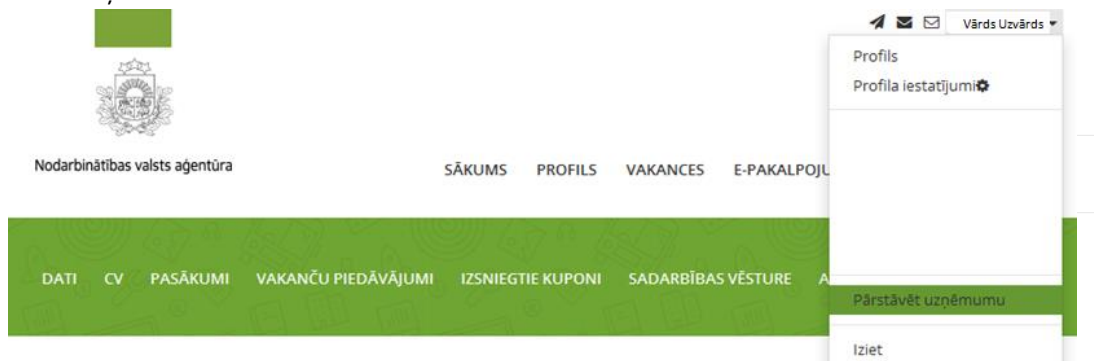 Vārds Uzvārds
Profils
Profila iestatījumi
Nodarbinātības valsts aģentūra
SĀKUMS PROFILS VAKANCES E-PAKALPOJU
DATI CV PASĀKUMI VAKANČU PIEDĀVĀJUMI IZSNIEGTIE KUPONI SADARBĪBAS VĒSTURE A
Pārstāvēt uzņēmumu
Iziet